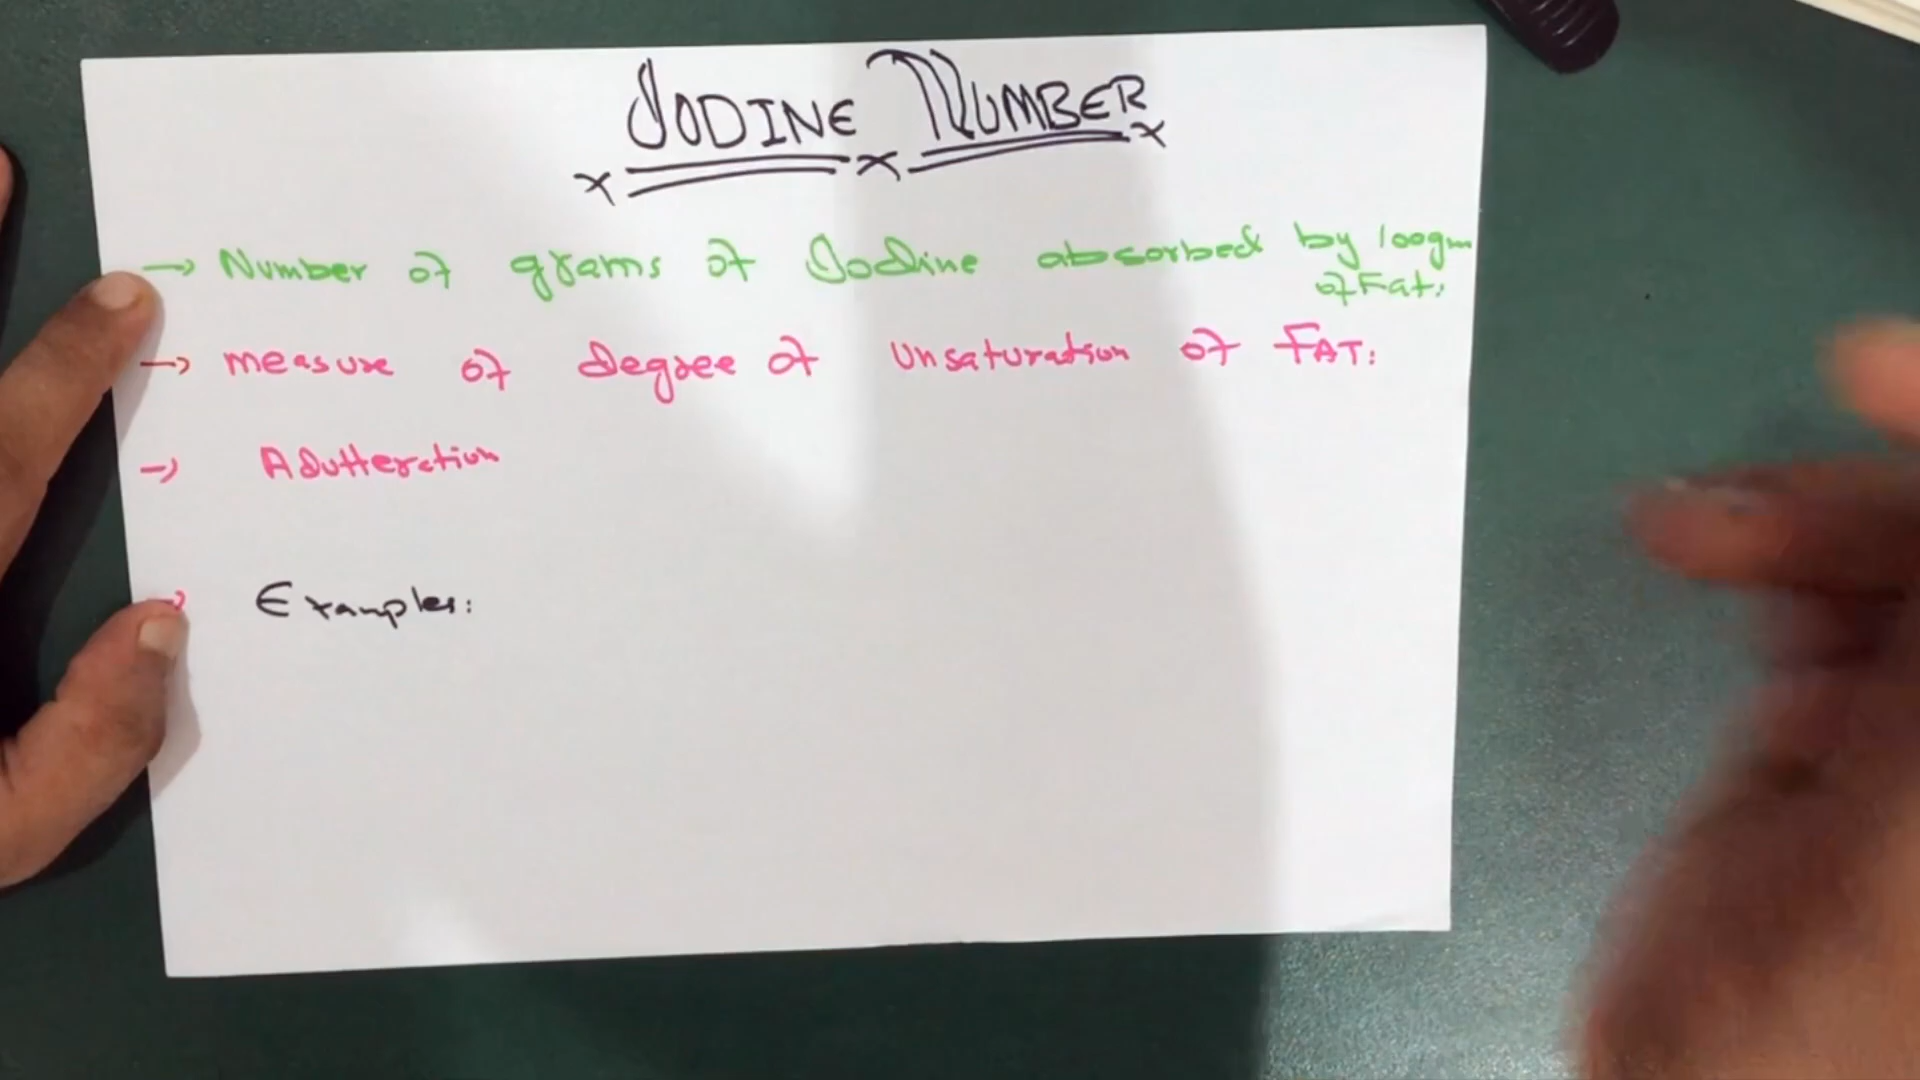 IODINE NUMBER
→ Number of grams of Iodine absorbed by 100gm
of Fat.
→ measure of degree of Unsaturation of FAT:
→ Adulteration
→ Examples: